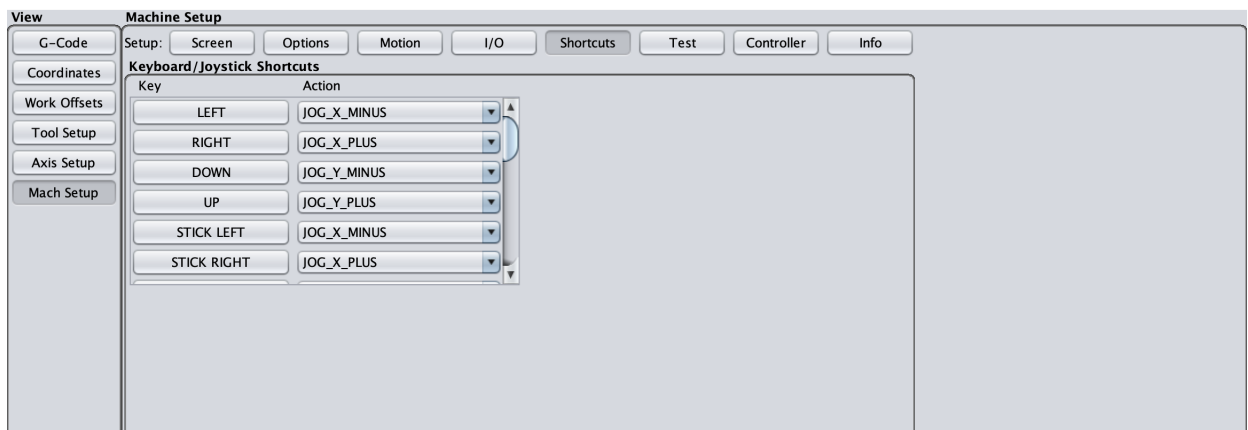 View
Machine Setup
G-Code
Setup: Screen Options Motion I/O Shortcuts Test Controller Info
Coordinates
Keyboard/Joystick Shortcuts
Key Action
Work Offsets
LEFT JOG_X_MINUS
Tool Setup
RIGHT JOG_X_PLUS
Axis Setup
DOWN JOG_Y_MINUS
Mach Setup
UP JOG_Y_PLUS
STICK LEFT JOG_X_MINUS
STICK RIGHT JOG_X_PLUS